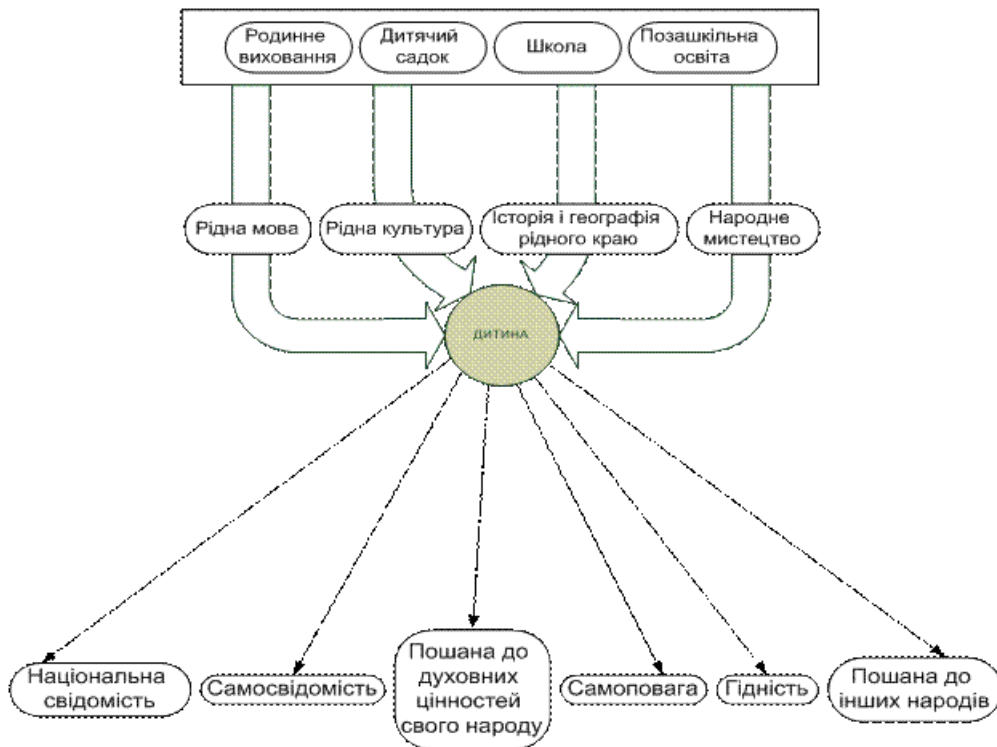 Родинне
виховання
Дитячий
садок
Школа
Позашкільна
освіта
Рідна мова
Рідна культура
Історія і географія
рідного краю
Народне
мистецтво
ДИТИНА
Національна
свідомість
Самосвідомість
Пошана до
духовних
цінностей
свого народу
Самоповага
Гідність
Пошана до
інших народів